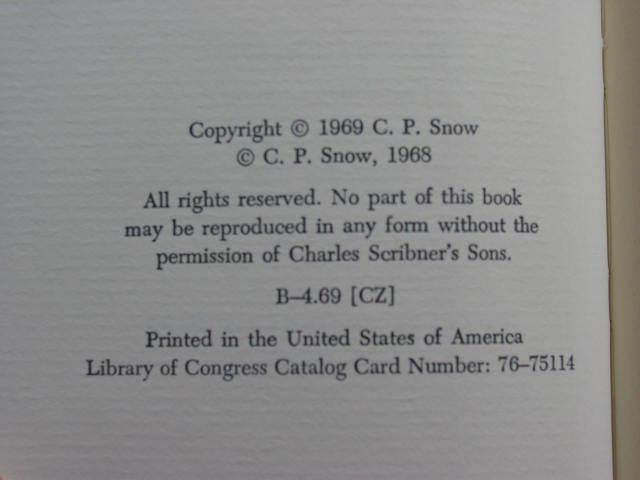 Copyright © 1969 C. P. Snow
© C. P. Snow, 1968
All rights reserved. No part of this book
may be reproduced in any form without the
permission of Charles Scribner's Sons.
B–4.69 [CZ]
Printed in the United States of America
Library of Congress Catalog Card Number: 76–75114